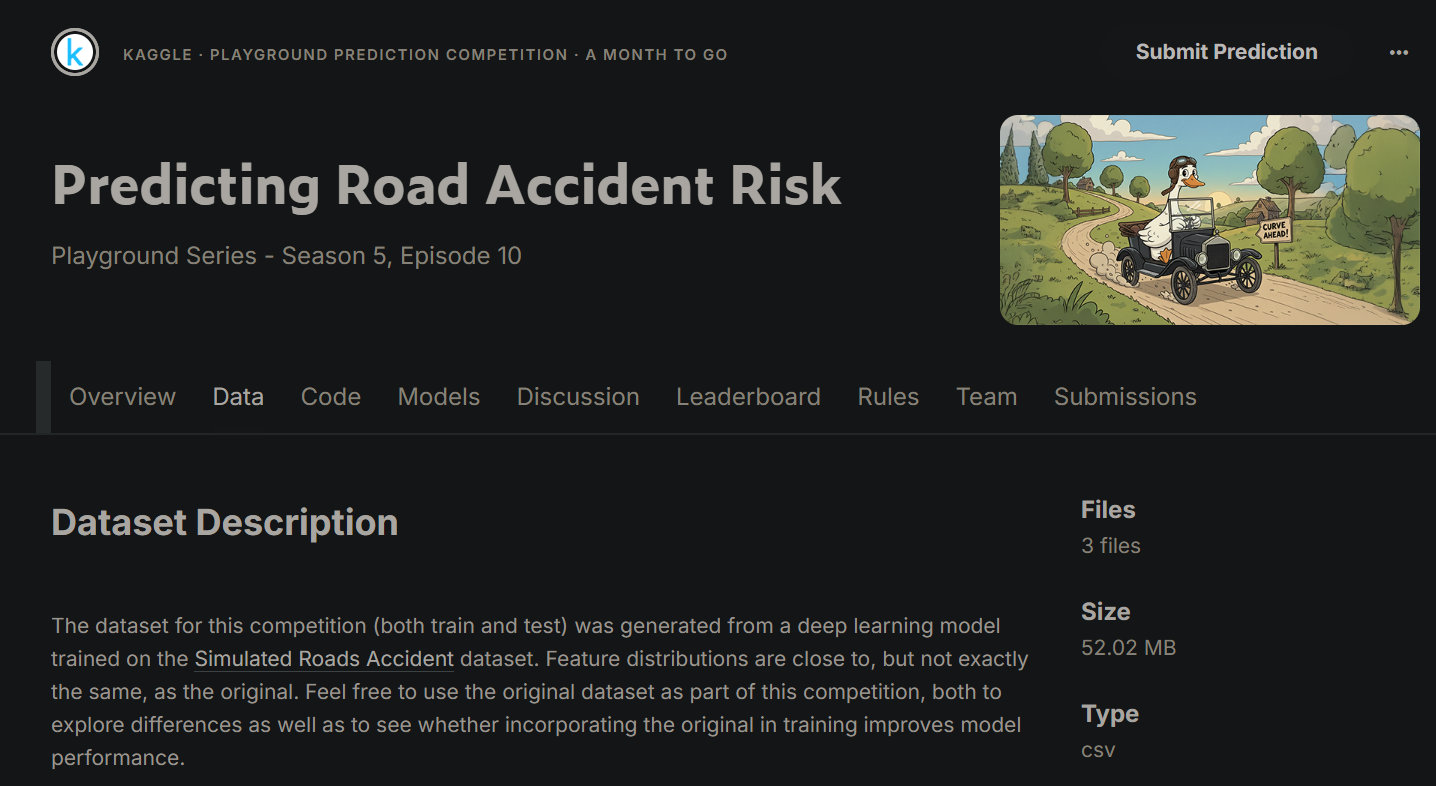 k
KAGGLE · PLAYGROUND PREDICTION COMPETITION · A MONTH TO GO
Submit Prediction
Predicting Road Accident Risk
Playground Series - Season 5, Episode 10
CURVE
AHEAD!
Overview Data Code Models Discussion Leaderboard Rules Team Submissions
Dataset Description
The dataset for this competition (both train and test) was generated from a deep learning model
trained on the Simulated Roads Accident dataset. Feature distributions are close to, but not exactly
the same, as the original. Feel free to use the original dataset as part of this competition, both to
explore differences as well as to see whether incorporating the original in training improves model
performance.
Files
3 files
Size
52.02 MB
Type
csv